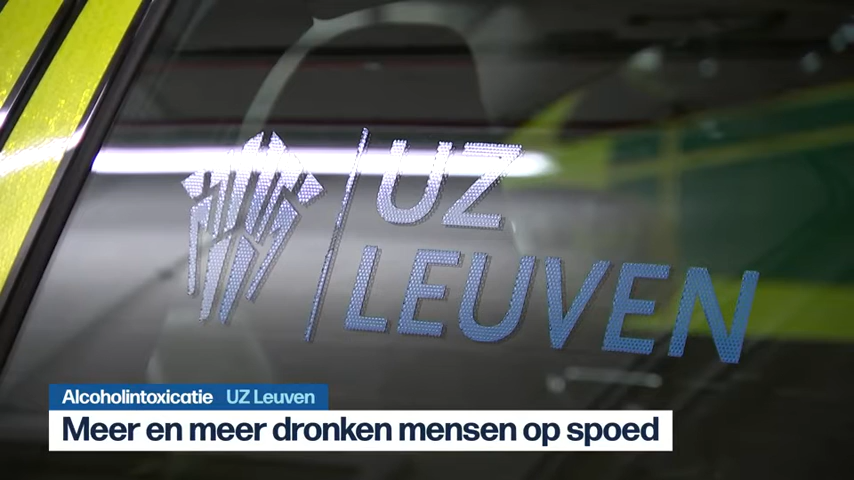 UZ
LEUVEN
Alcoholintoxicatie UZ Leuven
Meer en meer dronken mensen op spoed